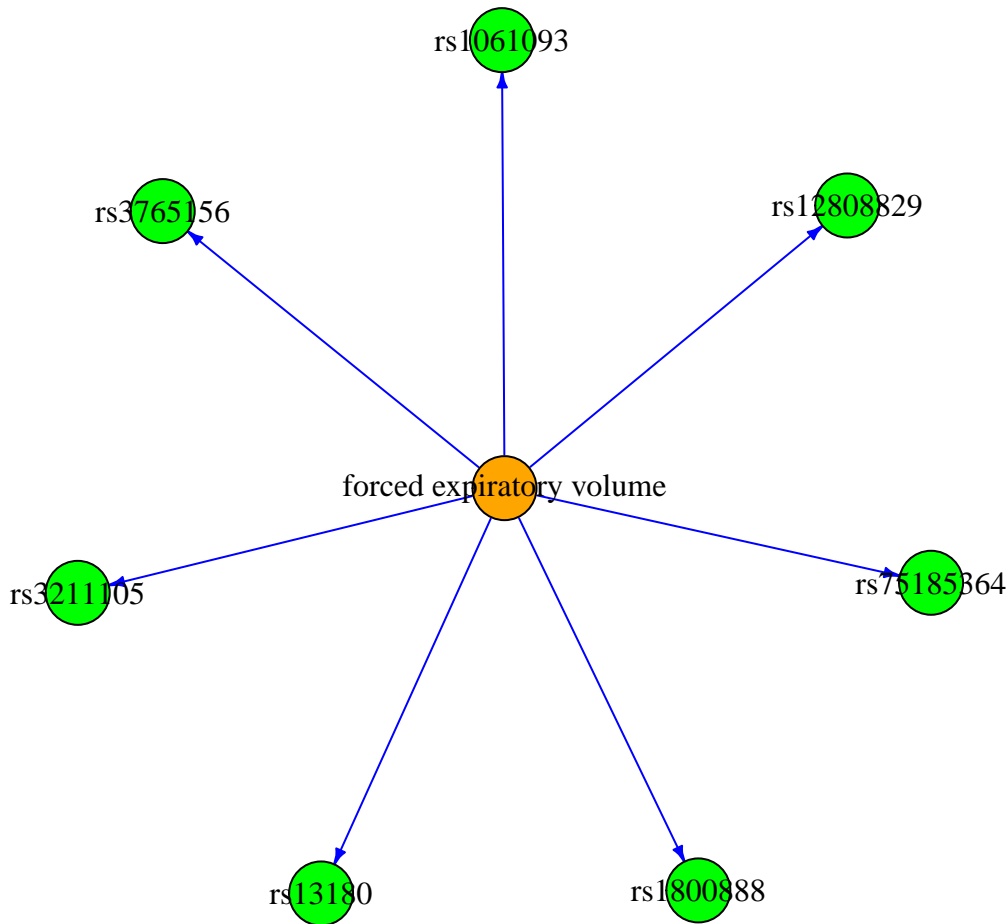 rs1061093
rs3765156
rs12808829
forced expiratory volume
rs3211105
rs75185364
rs13180
rs1800888